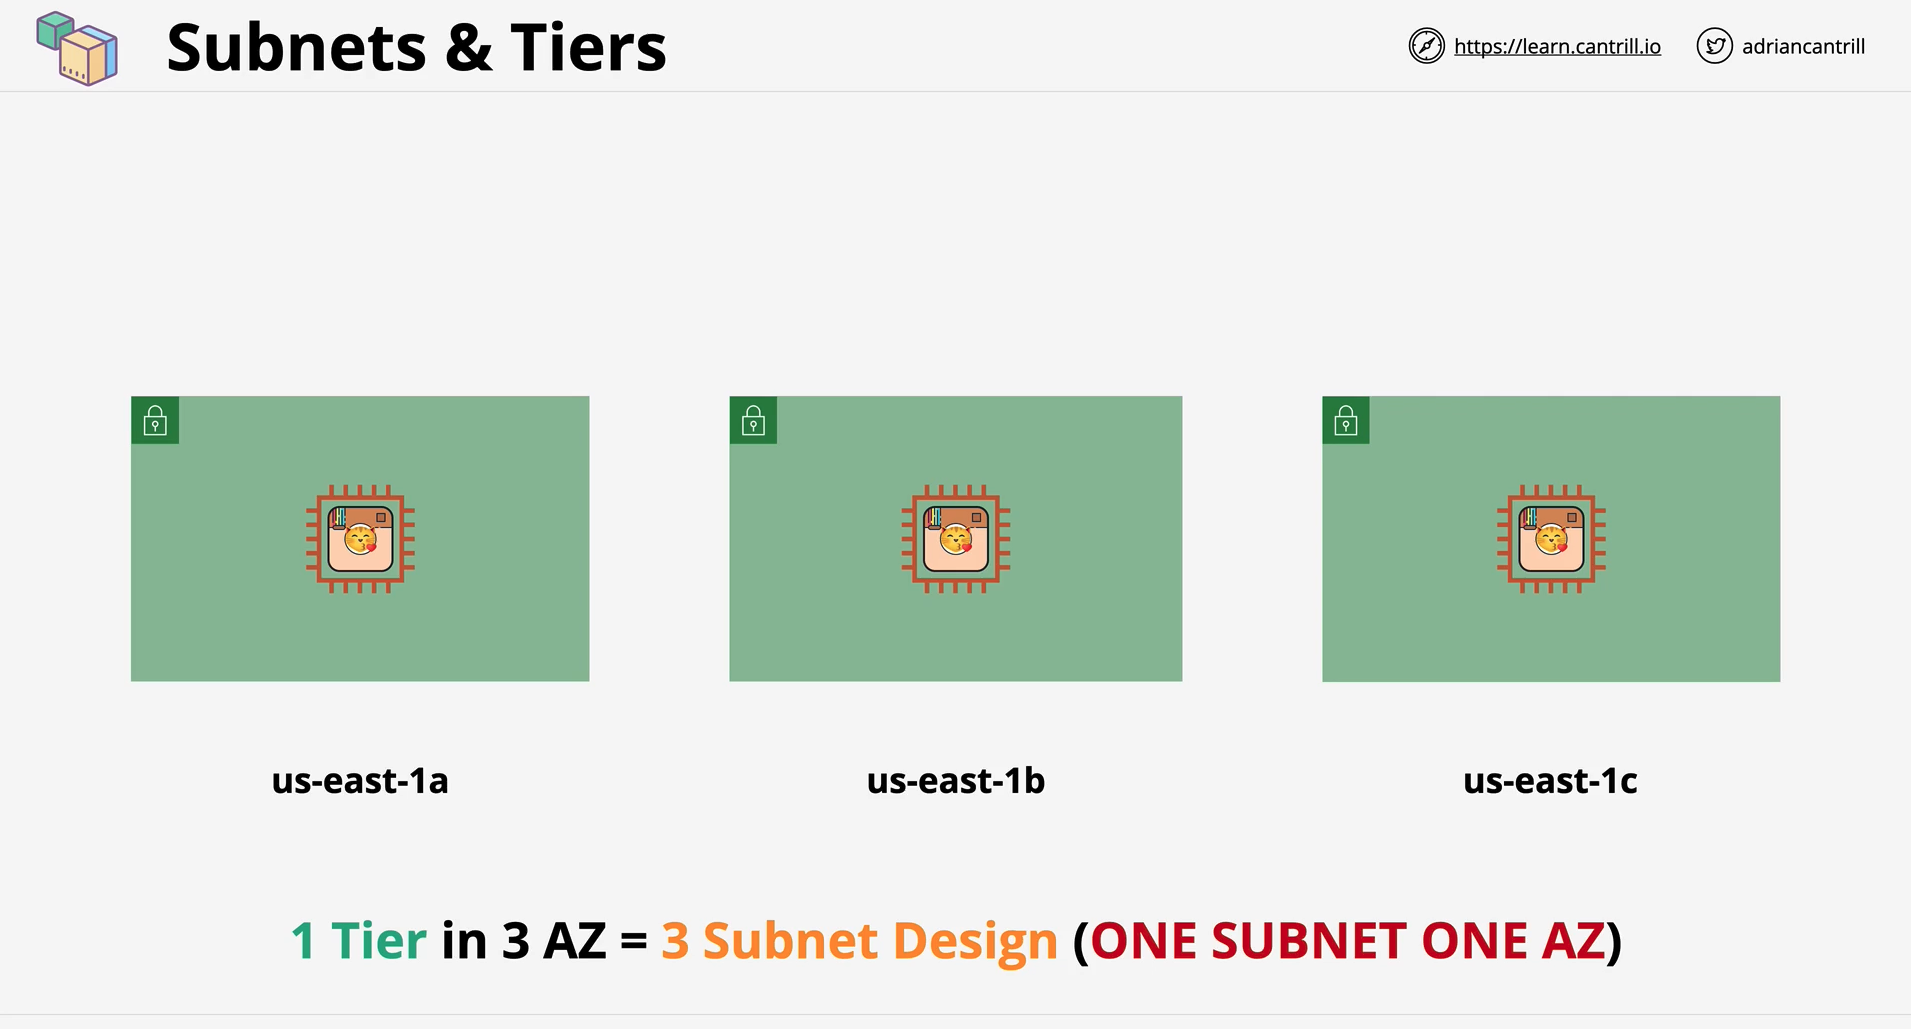 Subnets & Tiers
https://learn.cantrill.io
adriancantrill
us-east-1a
us-east-1b
us-east-1c
1 Tier in 3 AZ = 3 Subnet Design (ONE SUBNET ONE AZ)